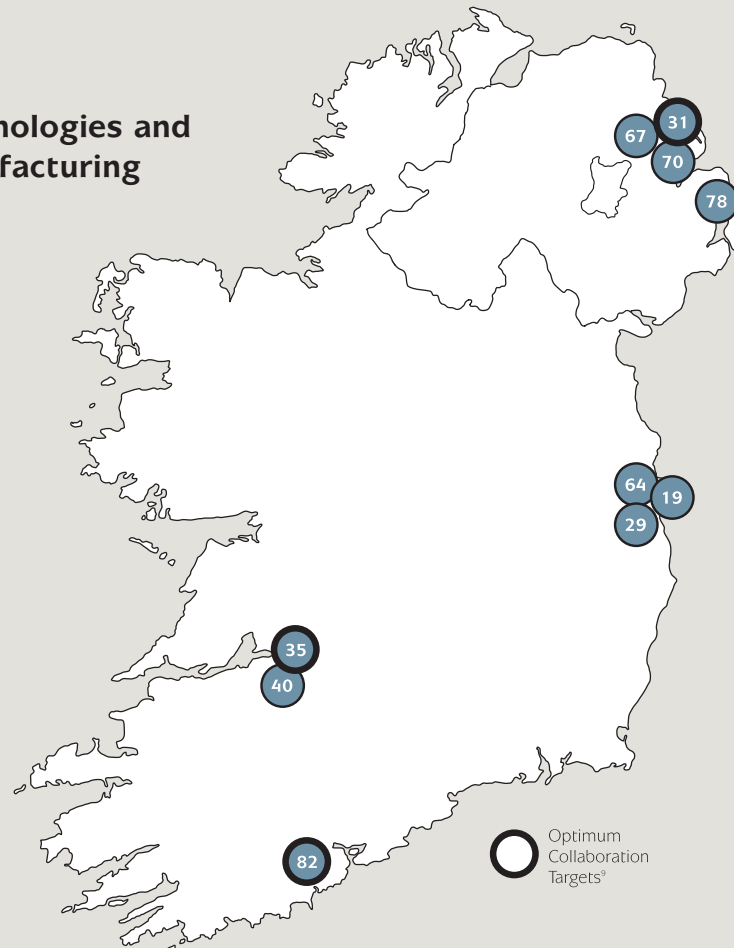 nologies and
facturing
31
67
70
78
64
19
29
35
40
82
Optimum
Collaboration
Targets⁹